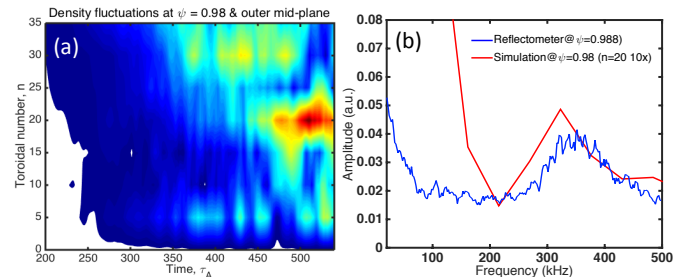 Density fluctuations at ψ = 0.98 & outer mid-plane
(a)
Toroidal number, n
35
30
25
20
15
10
5
0
200 250 300 350 400 450 500
Time, τA
(b)
Reflectometer@ψ=0.988)
Simulation@ψ=0.98 (n=20 10x)
Amplitude (a.u.)
0.08
0.07
0.06
0.05
0.04
0.03
0.02
0.01
0
100 200 300 400 500
Frequency (kHz)